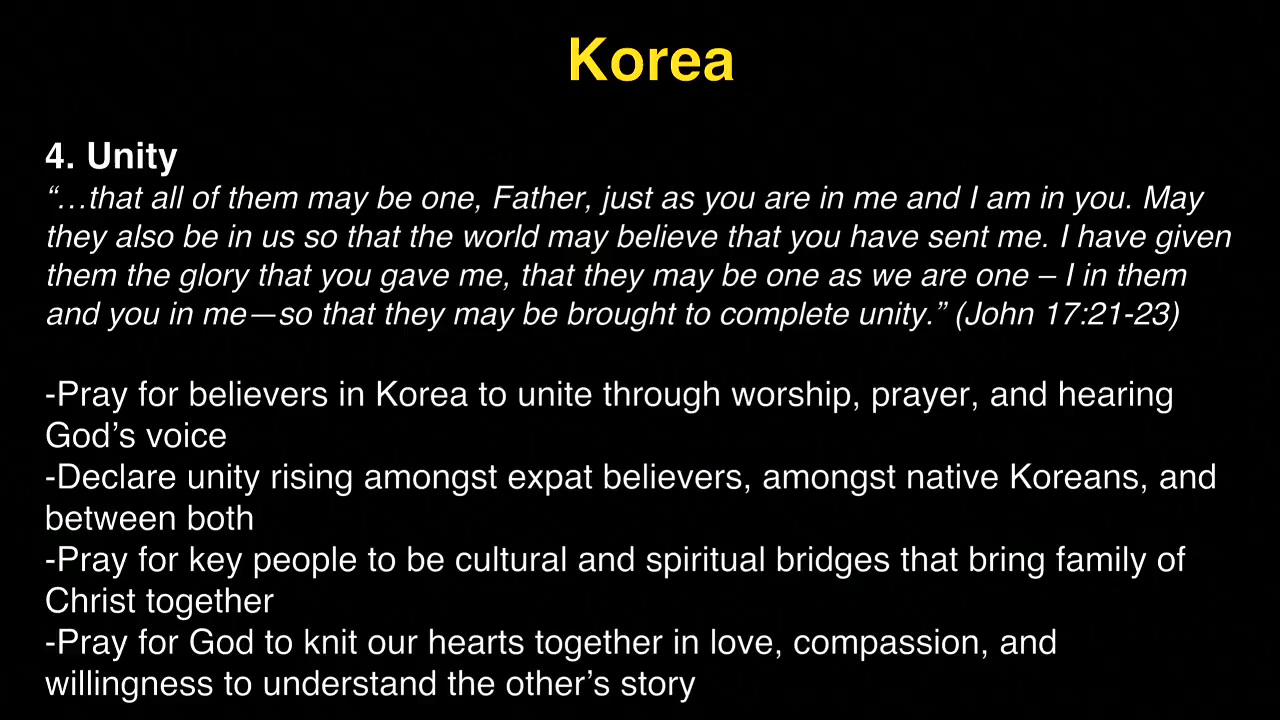 Korea
4. Unity
“…that all of them may be one, Father, just as you are in me and I am in you. May
they also be in us so that the world may believe that you have sent me. I have given
them the glory that you gave me, that they may be one as we are one – I in them
and you in me—so that they may be brought to complete unity.” (John 17:21-23)
-Pray for believers in Korea to unite through worship, prayer, and hearing
God’s voice
-Declare unity rising amongst expat believers, amongst native Koreans, and
between both
-Pray for key people to be cultural and spiritual bridges that bring family of
Christ together
-Pray for God to knit our hearts together in love, compassion, and
willingness to understand the other’s story